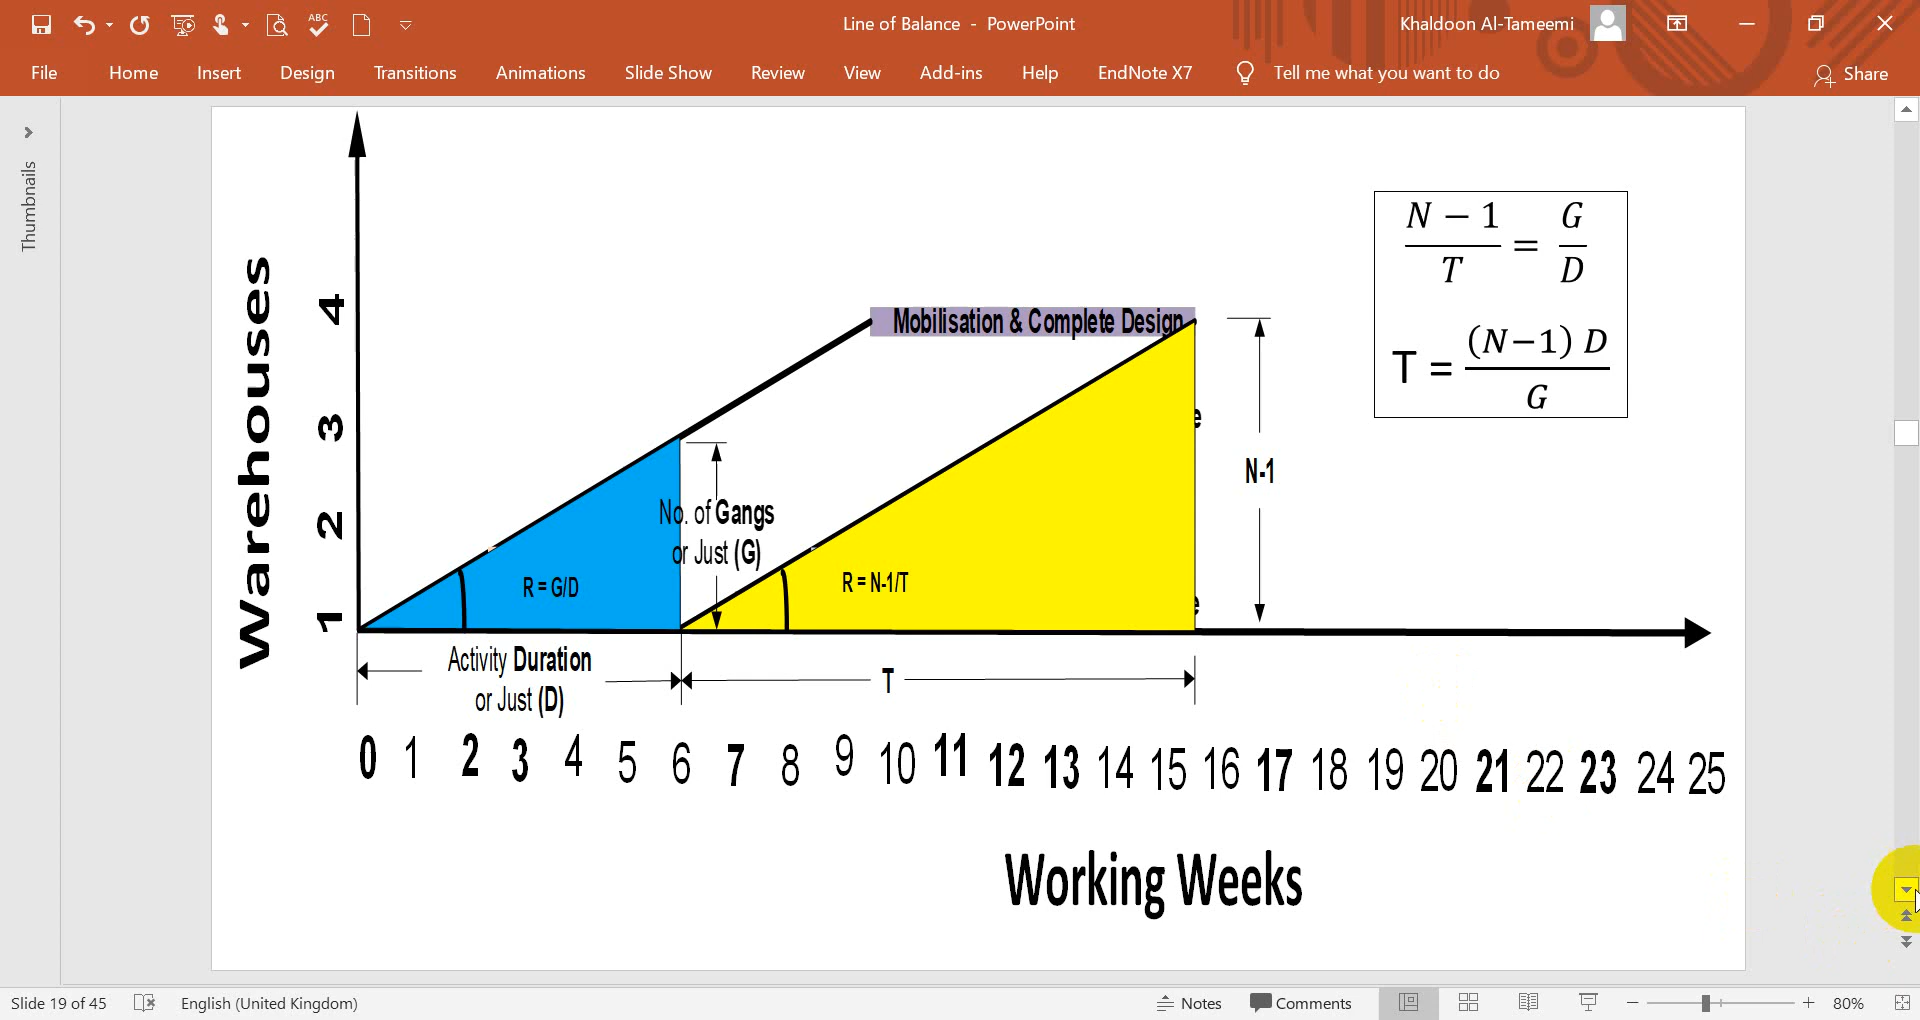 Line of Balance - PowerPoint
Khaldoon Al-Tameemi
File Home Insert Design Transitions Animations Slide Show Review View Add-ins Help EndNote X7 Tell me what you want to do Share
Thumbnails
Warehouses
4
3
2
1
Mobilisation & Complete Design
N − 1 / T = G / D
T = (N−1) D / G
e
N-1
No. of Gangs
or Just (G)
R = G/D
R = N-1/T
e
Activity Duration
or Just (D)
T
0 1 2 3 4 5 6 7 8 9 10 11 12 13 14 15 16 17 18 19 20 21 22 23 24 25
Working Weeks
Slide 19 of 45 English (United Kingdom) Notes Comments 80%